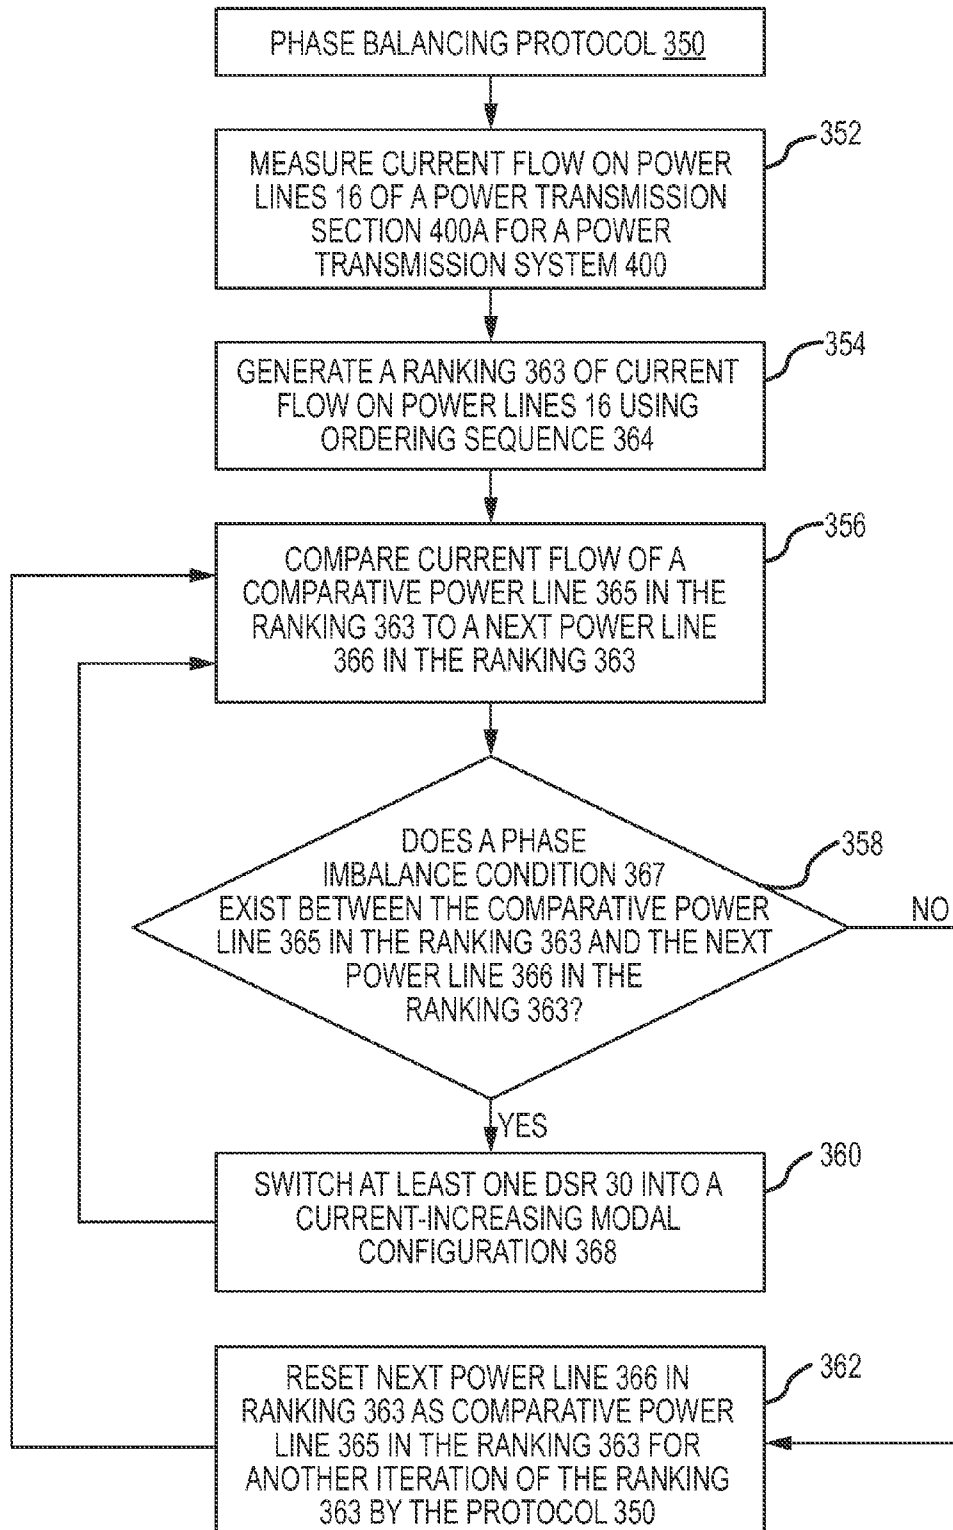 PHASE BALANCING PROTOCOL 350
352
MEASURE CURRENT FLOW ON POWER
LINES 16 OF A POWER TRANSMISSION
SECTION 400A FOR A POWER
TRANSMISSION SYSTEM 400
354
GENERATE A RANKING 363 OF CURRENT
FLOW ON POWER LINES 16 USING
ORDERING SEQUENCE 364
356
COMPARE CURRENT FLOW OF A
COMPARATIVE POWER LINE 365 IN THE
RANKING 363 TO A NEXT POWER LINE
366 IN THE RANKING 363
358
DOES A PHASE
IMBALANCE CONDITION 367
EXIST BETWEEN THE COMPARATIVE POWER
LINE 365 IN THE RANKING 363 AND THE NEXT
POWER LINE 366 IN THE
RANKING 363?
NO
YES
360
SWITCH AT LEAST ONE DSR 30 INTO A
CURRENT-INCREASING MODAL
CONFIGURATION 368
362
RESET NEXT POWER LINE 366 IN
RANKING 363 AS COMPARATIVE POWER
LINE 365 IN THE RANKING 363 FOR
ANOTHER ITERATION OF THE RANKING
363 BY THE PROTOCOL 350